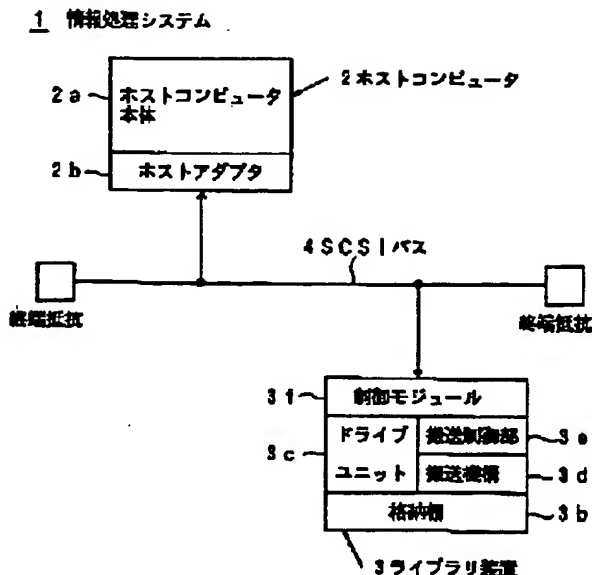 1 情報処理システム
2a
ホストコンピュータ
本体
2ホストコンピュータ
2b
ホストアダプタ
4SCSIバス
終端抵抗
終端抵抗
3f
制御モジュール
ドライブ
ユニット
3c
搬送制御部
3e
搬送機構
3d
格納棚
3b
3ライブラリ装置